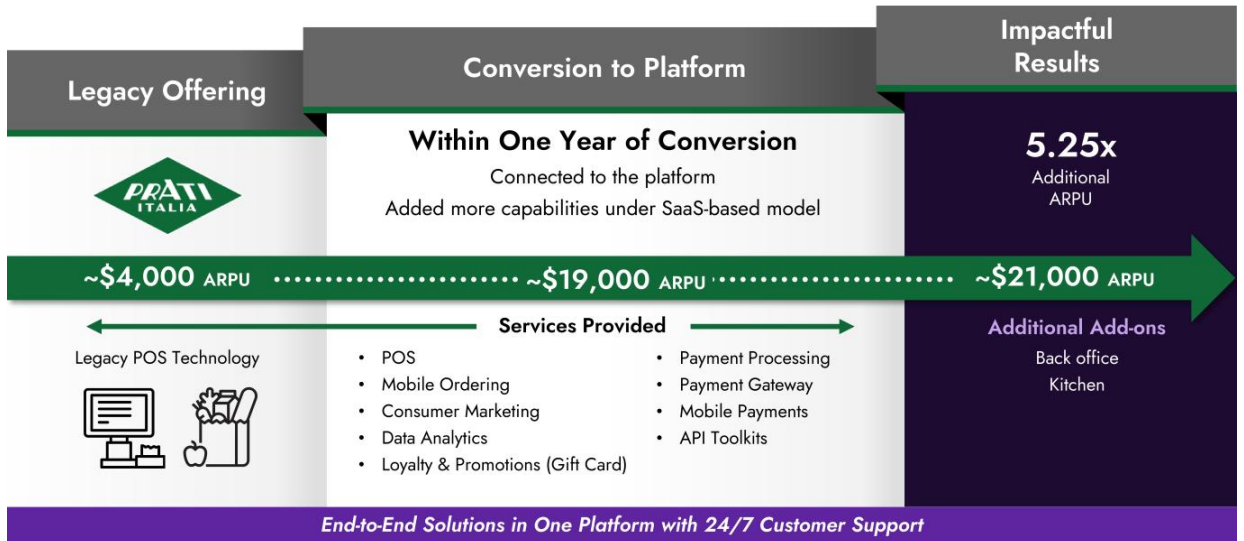 Legacy Offering
Conversion to Platform
Impactful
Results
PRATI
ITALIA
Within One Year of Conversion
Connected to the platform
Added more capabilities under SaaS-based model
5.25x
Additional
ARPU
~$4,000 ARPU
~$19,000 ARPU
~$21,000 ARPU
Services Provided
Legacy POS Technology
• POS
• Mobile Ordering
• Consumer Marketing
• Data Analytics
• Loyalty & Promotions (Gift Card)
• Payment Processing
• Payment Gateway
• Mobile Payments
• API Toolkits
Additional Add-ons
Back office
Kitchen
End-to-End Solutions in One Platform with 24/7 Customer Support